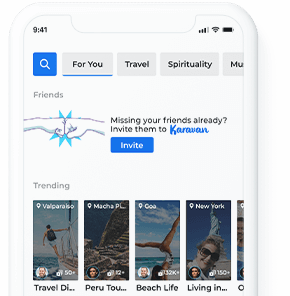 9:41
For You Travel Spirituality Mu
Friends
Missing your friends already?
Invite them to Karavan
Invite
Trending
Valparaiso Macha Pi... Goa New York
50+ 12+ 32K+ 150+
Travel Di... Peru Tou... Beach Life Living in...